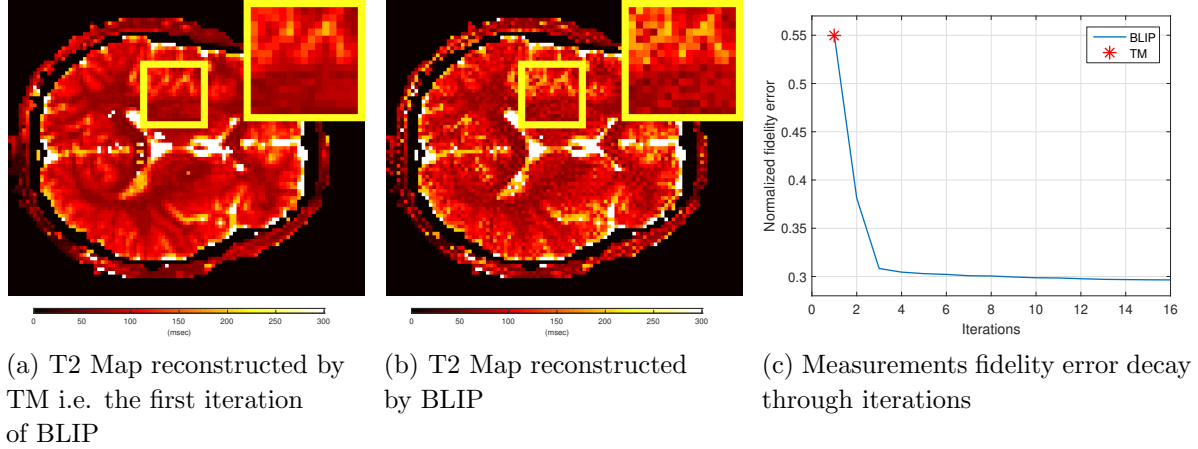 0 50 100 150 200 250 300
(msec)
(a) T2 Map reconstructed by
TM i.e. the first iteration
of BLIP
0 50 100 150 200 250 300
(msec)
(b) T2 Map reconstructed
by BLIP
BLIP
TM
Normalized fidelity error
0.55
0.5
0.45
0.4
0.35
0.3
0 2 4 6 8 10 12 14 16
Iterations
(c) Measurements fidelity error decay
through iterations